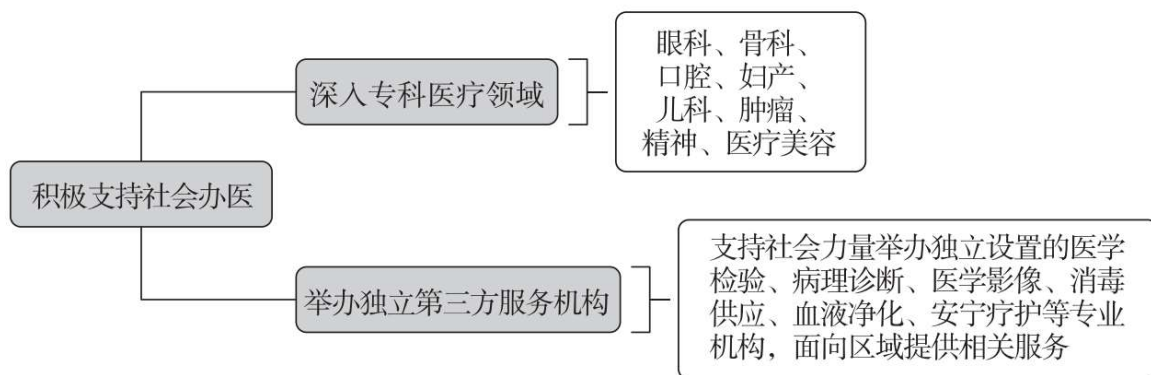 积极支持社会办医
深入专科医疗领域
眼科、骨科、
口腔、妇产、
儿科、肿瘤、
精神、医疗美容
举办独立第三方服务机构
支持社会力量举办独立设置的医学
检验、病理诊断、医学影像、消毒
供应、血液净化、安宁疗护等专业
机构，面向区域提供相关服务